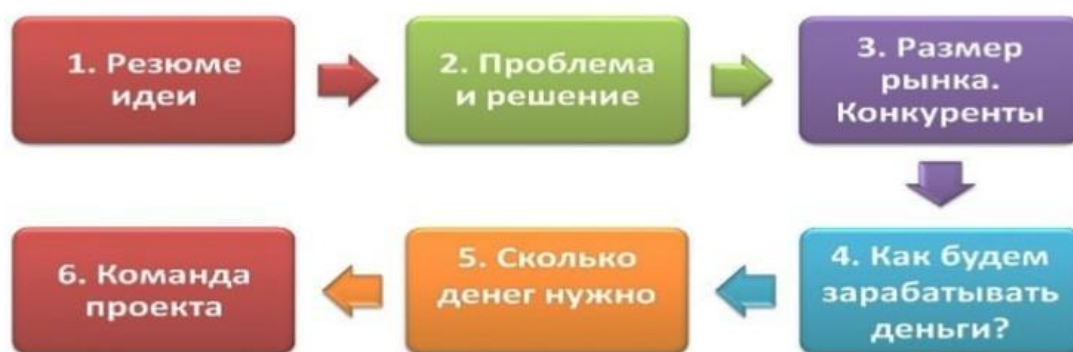 1. Резюме
идеи
2. Проблема
и решение
3. Размер
рынка.
Конкуренты
4. Как будем
зарабатывать
деньги?
5. Сколько
денег нужно
6. Команда
проекта